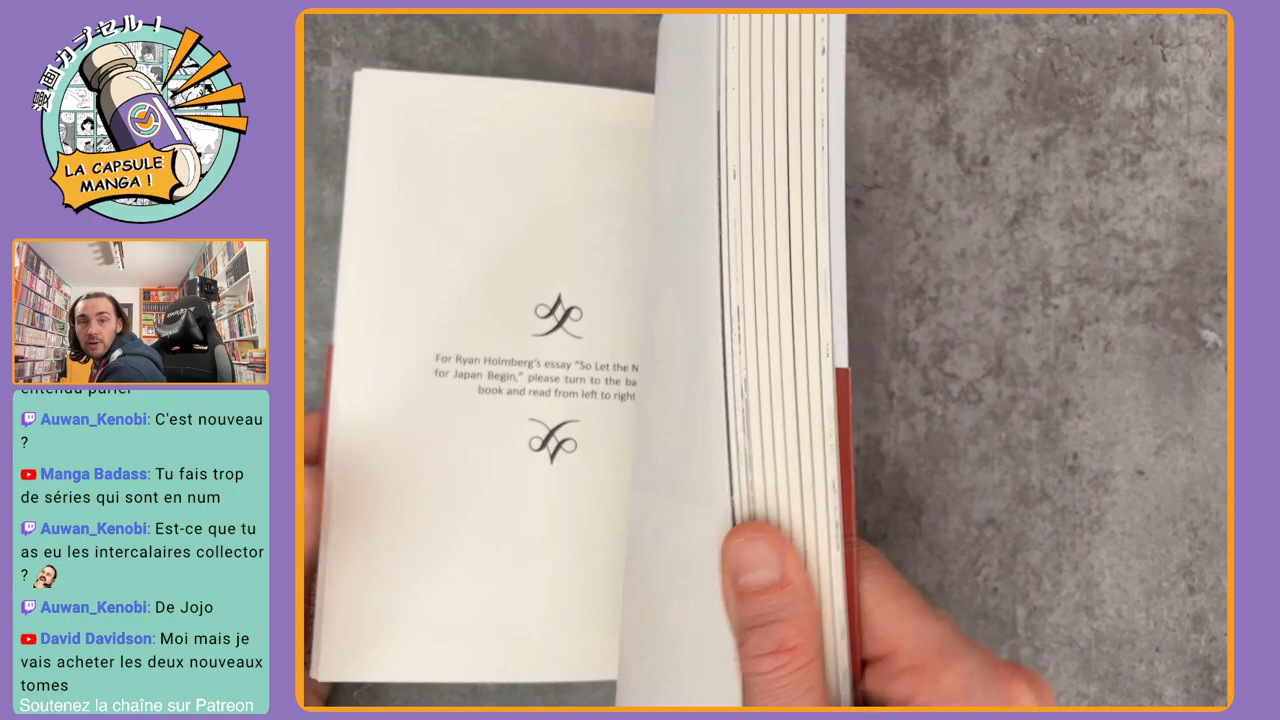 漫画カプセル！
LA CAPSULE
MANGA !
Auwan_Kenobi: C'est nouveau
?
Manga Badass: Tu fais trop
de séries qui sont en num
Auwan_Kenobi: Est-ce que tu
as eu les intercalaires collector
?
Auwan_Kenobi: De Jojo
David Davidson: Moi mais je
vais acheter les deux nouveaux
tomes
Soutenez la chaîne sur Patreon
For Ryan Holmberg's essay "So Let the N
for Japan Begin," please turn to the ba
book and read from left to right